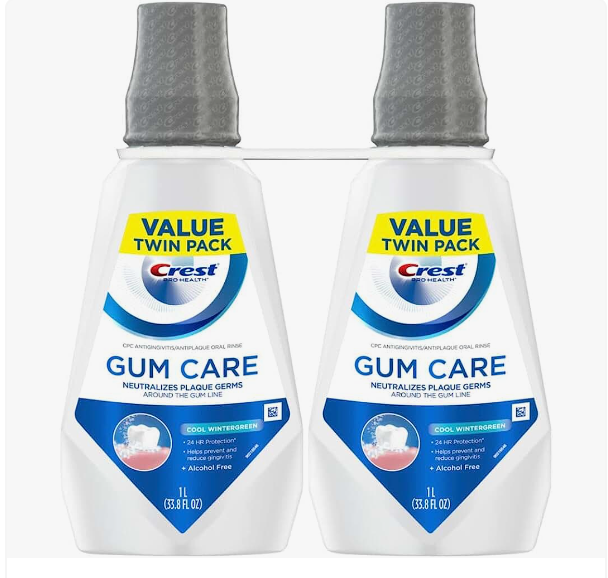 VALUE
TWIN PACK
Crest
PRO-HEALTH
CPC ANTIGINGIVITIS/ANTIPLAQUE ORAL RINSE
GUM CARE
NEUTRALIZES PLAQUE GERMS
AROUND THE GUM LINE
COOL WINTERGREEN
• 24 HR Protection*
• Helps prevent and
reduce gingivitis
+ Alcohol Free
1 L
(33.8 FL OZ)
VALUE
TWIN PACK
Crest
PRO-HEALTH
CPC ANTIGINGIVITIS/ANTIPLAQUE ORAL RINSE
GUM CARE
NEUTRALIZES PLAQUE GERMS
AROUND THE GUM LINE
COOL WINTERGREEN
• 24 HR Protection*
• Helps prevent and
reduce gingivitis
+ Alcohol Free
1 L
(33.8 FL OZ)